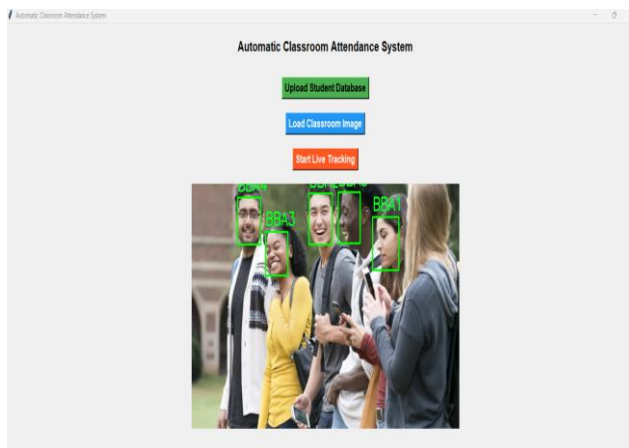 Automatic Classroom Attendance System
Automatic Classroom Attendance System
Upload Student Database
Load Classroom Image
Start Live Tracking
BBA4
BBA3
BBA1